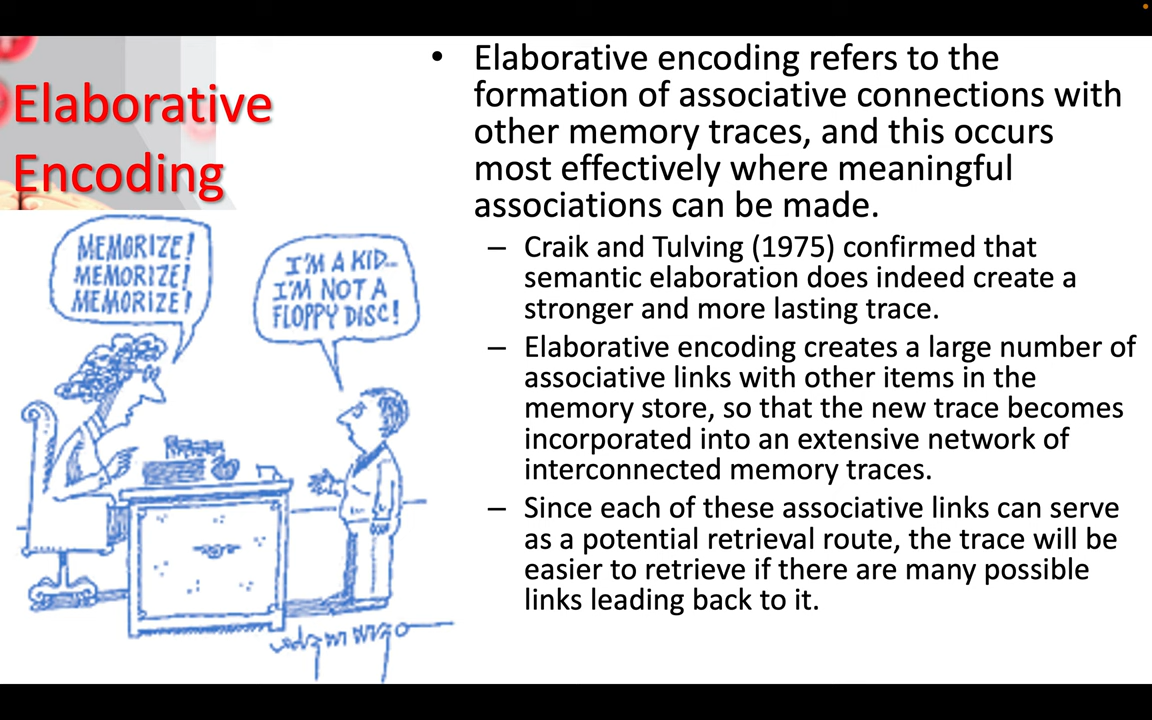 Elaborative
Encoding
MEMORIZE!
MEMORIZE!
MEMORIZE!
I'M A KID...
I'M NOT A
FLOPPY DISC!
• Elaborative encoding refers to the
formation of associative connections with
other memory traces, and this occurs
most effectively where meaningful
associations can be made.
– Craik and Tulving (1975) confirmed that
semantic elaboration does indeed create a
stronger and more lasting trace.
– Elaborative encoding creates a large number of
associative links with other items in the
memory store, so that the new trace becomes
incorporated into an extensive network of
interconnected memory traces.
– Since each of these associative links can serve
as a potential retrieval route, the trace will be
easier to retrieve if there are many possible
links leading back to it.